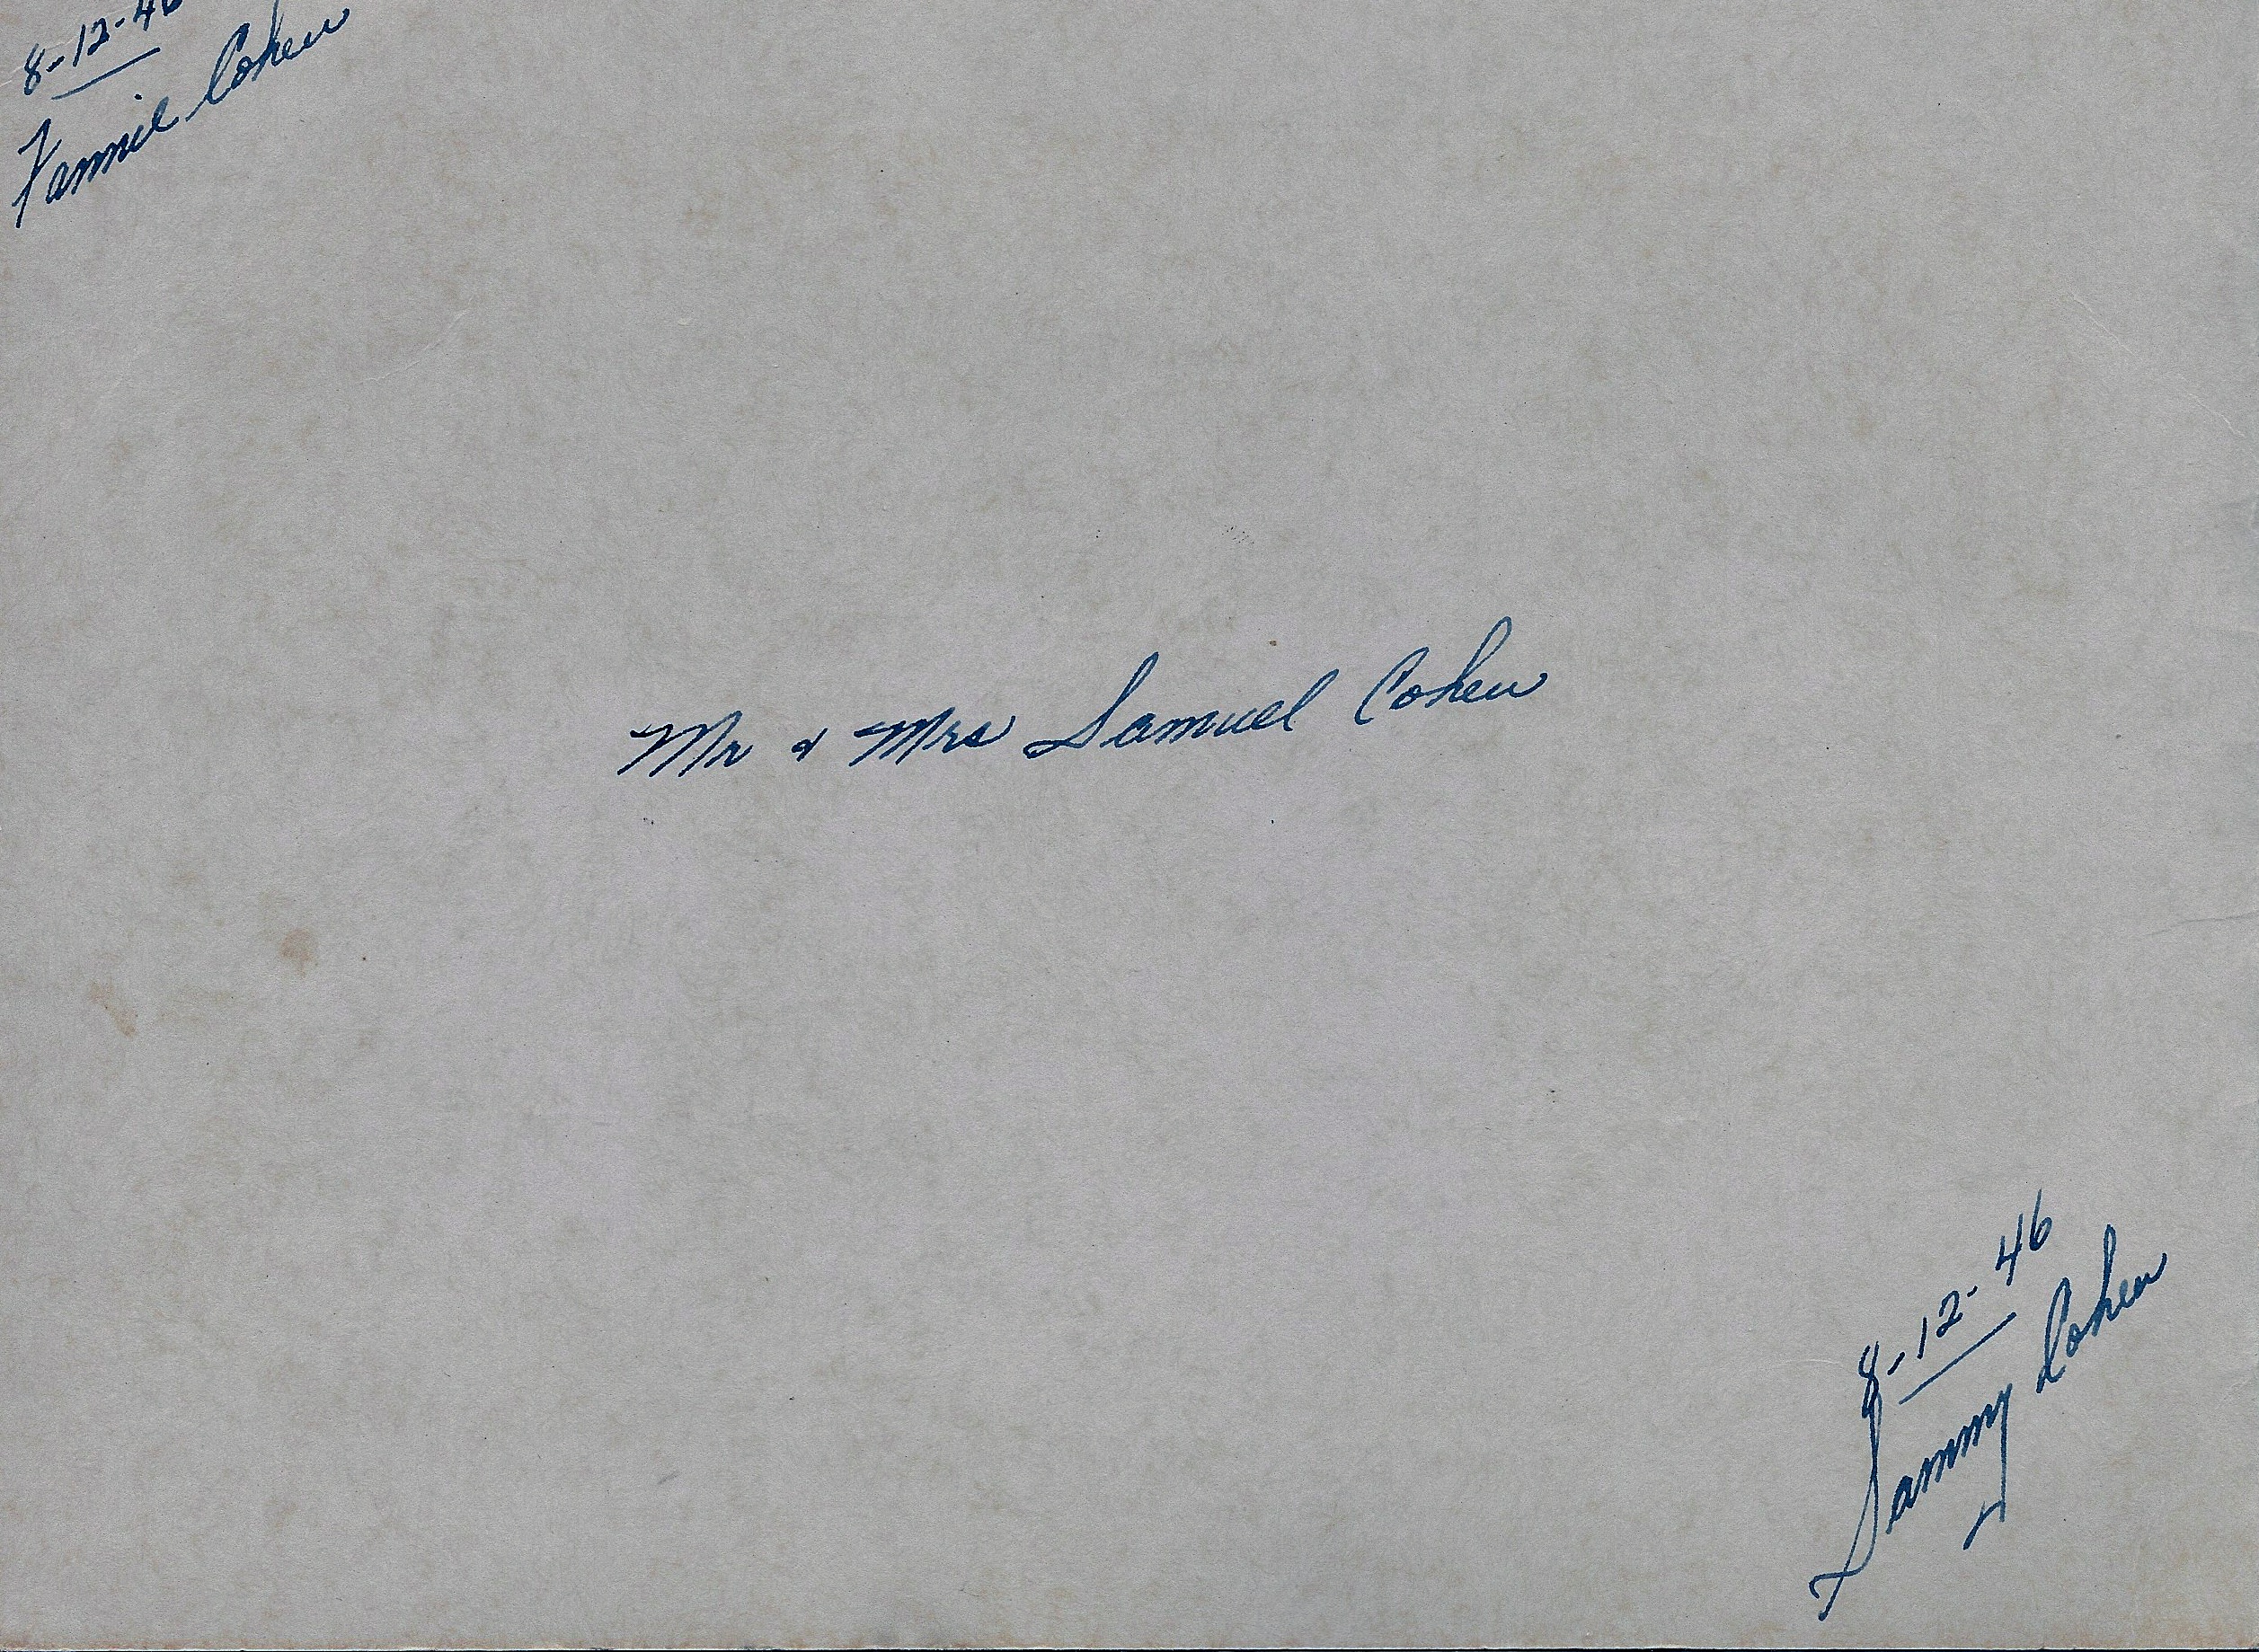 8-12-46
Fannie Cohen
Mr & Mrs Samuel Cohen
8-12-46
Sammy Cohen